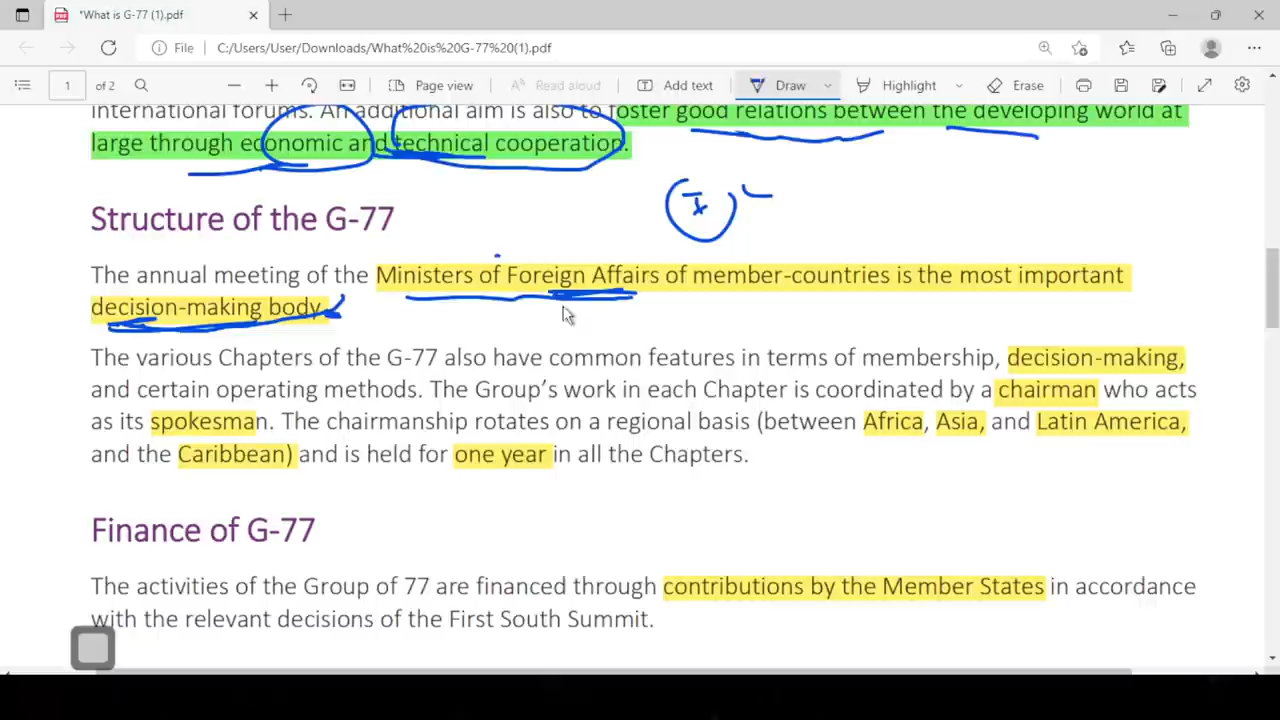 *What is G-77 (1).pdf
File
C:/Users/User/Downloads/What%20is%20G-77%20(1).pdf
1 of 2
Page view
Read aloud
Add text
Draw
Highlight
Erase
international forums. An additional aim is also to foster good relations between the developing world at
large through economic and technical cooperation.
Structure of the G-77
The annual meeting of the Ministers of Foreign Affairs of member-countries is the most important
decision-making body.
The various Chapters of the G-77 also have common features in terms of membership, decision-making,
and certain operating methods. The Group's work in each Chapter is coordinated by a chairman who acts
as its spokesman. The chairmanship rotates on a regional basis (between Africa, Asia, and Latin America,
and the Caribbean) and is held for one year in all the Chapters.
Finance of G-77
The activities of the Group of 77 are financed through contributions by the Member States in accordance
with the relevant decisions of the First South Summit.